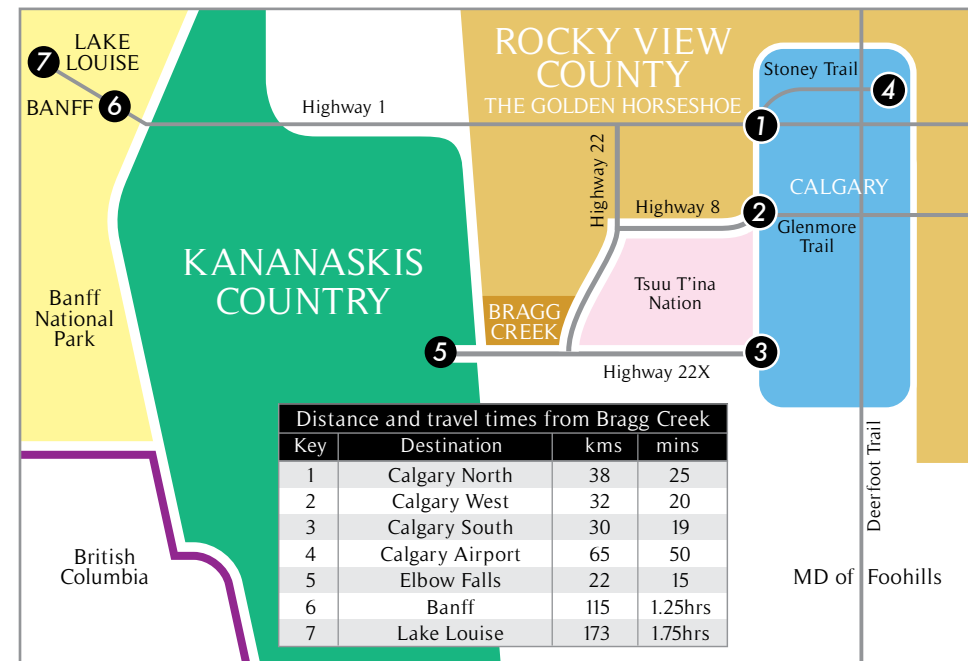 LAKE
LOUISE
7
BANFF 6
Highway 1
ROCKY VIEW
COUNTY
THE GOLDEN HORSESHOE
Stoney Trail
4
1
Highway 22
CALGARY
Highway 8
2
Glenmore
Trail
KANANASKIS
COUNTRY
Tsuu T'ina
Nation
Banff
National
Park
BRAGG
CREEK
5
3
Highway 22X
Distance and travel times from Bragg Creek
Key Destination kms mins
1 Calgary North 38 25
2 Calgary West 32 20
3 Calgary South 30 19
4 Calgary Airport 65 50
5 Elbow Falls 22 15
6 Banff 115 1.25hrs
7 Lake Louise 173 1.75hrs
Deerfoot Trail
British
Columbia
MD of Foohills